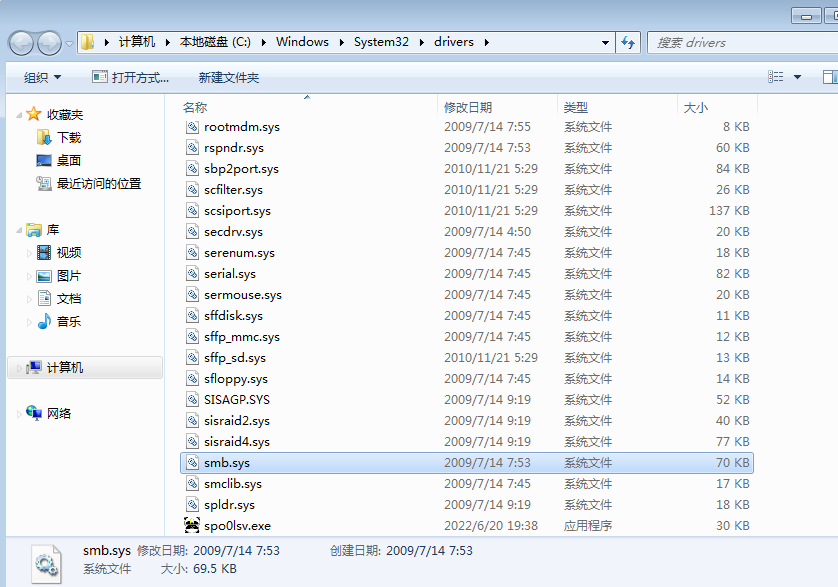 计算机 本地磁盘 (C:) Windows System32 drivers 搜索 drivers
组织 打开方式... 新建文件夹
收藏夹
下载
桌面
最近访问的位置
库
视频
图片
文档
音乐
计算机
网络
名称 修改日期 类型 大小
rootmdm.sys 2009/7/14 7:55 系统文件 8 KB
rspndr.sys 2009/7/14 7:53 系统文件 60 KB
sbp2port.sys 2010/11/21 5:29 系统文件 84 KB
scfilter.sys 2010/11/21 5:29 系统文件 26 KB
scsiport.sys 2010/11/21 5:29 系统文件 137 KB
secdrv.sys 2009/7/14 4:50 系统文件 20 KB
serenum.sys 2009/7/14 7:45 系统文件 18 KB
serial.sys 2009/7/14 7:45 系统文件 82 KB
sermouse.sys 2009/7/14 7:45 系统文件 20 KB
sffdisk.sys 2009/7/14 7:45 系统文件 11 KB
sffp_mmc.sys 2009/7/14 7:45 系统文件 12 KB
sffp_sd.sys 2010/11/21 5:29 系统文件 13 KB
sfloppy.sys 2009/7/14 7:45 系统文件 14 KB
SISAGP.SYS 2009/7/14 9:19 系统文件 52 KB
sisraid2.sys 2009/7/14 9:19 系统文件 40 KB
sisraid4.sys 2009/7/14 9:19 系统文件 77 KB
smb.sys 2009/7/14 7:53 系统文件 70 KB
smclib.sys 2009/7/14 7:45 系统文件 17 KB
spldr.sys 2009/7/14 9:19 系统文件 18 KB
spo0lsv.exe 2022/6/20 19:38 应用程序 30 KB
smb.sys 修改日期: 2009/7/14 7:53 创建日期: 2009/7/14 7:53
系统文件 大小: 69.5 KB